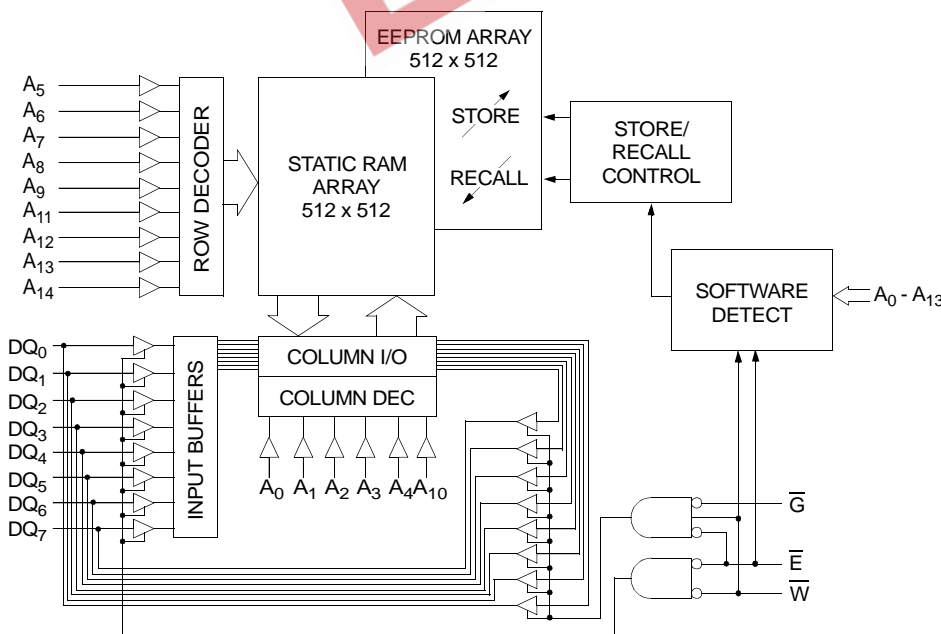 EEPROM ARRAY
512 x 512
STORE
RECALL
A5
A6
A7
A8
A9
A11
A12
A13
A14
ROW DECODER
STATIC RAM
ARRAY
512 x 512
STORE/
RECALL
CONTROL
SOFTWARE
DETECT
A0 - A13
DQ0
DQ1
DQ2
DQ3
DQ4
DQ5
DQ6
DQ7
INPUT BUFFERS
COLUMN I/O
COLUMN DEC
A0 A1 A2 A3 A4 A10
G
E
W